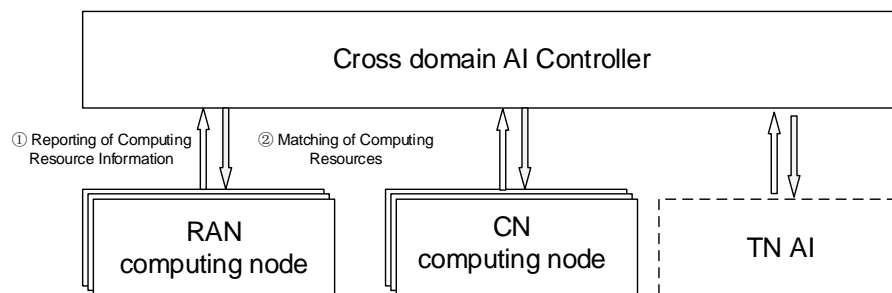 Cross domain AI Controller
① Reporting of Computing
Resource Information
② Matching of Computing
Resources
RAN
computing node
CN
computing node
TN AI